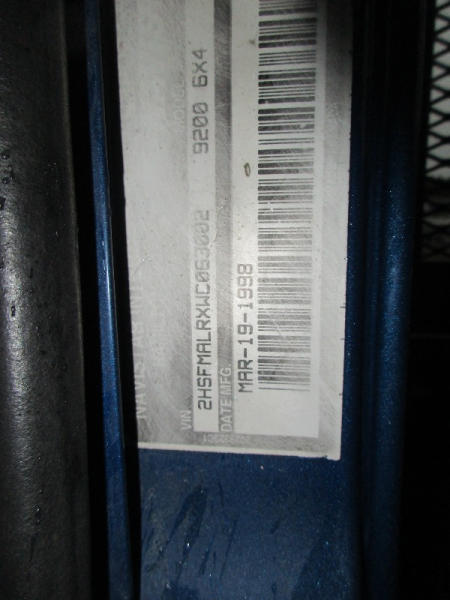 VIN
2HSFMALRXWC063002 9200 6X4
DATE MFG.
MAR-19-1998